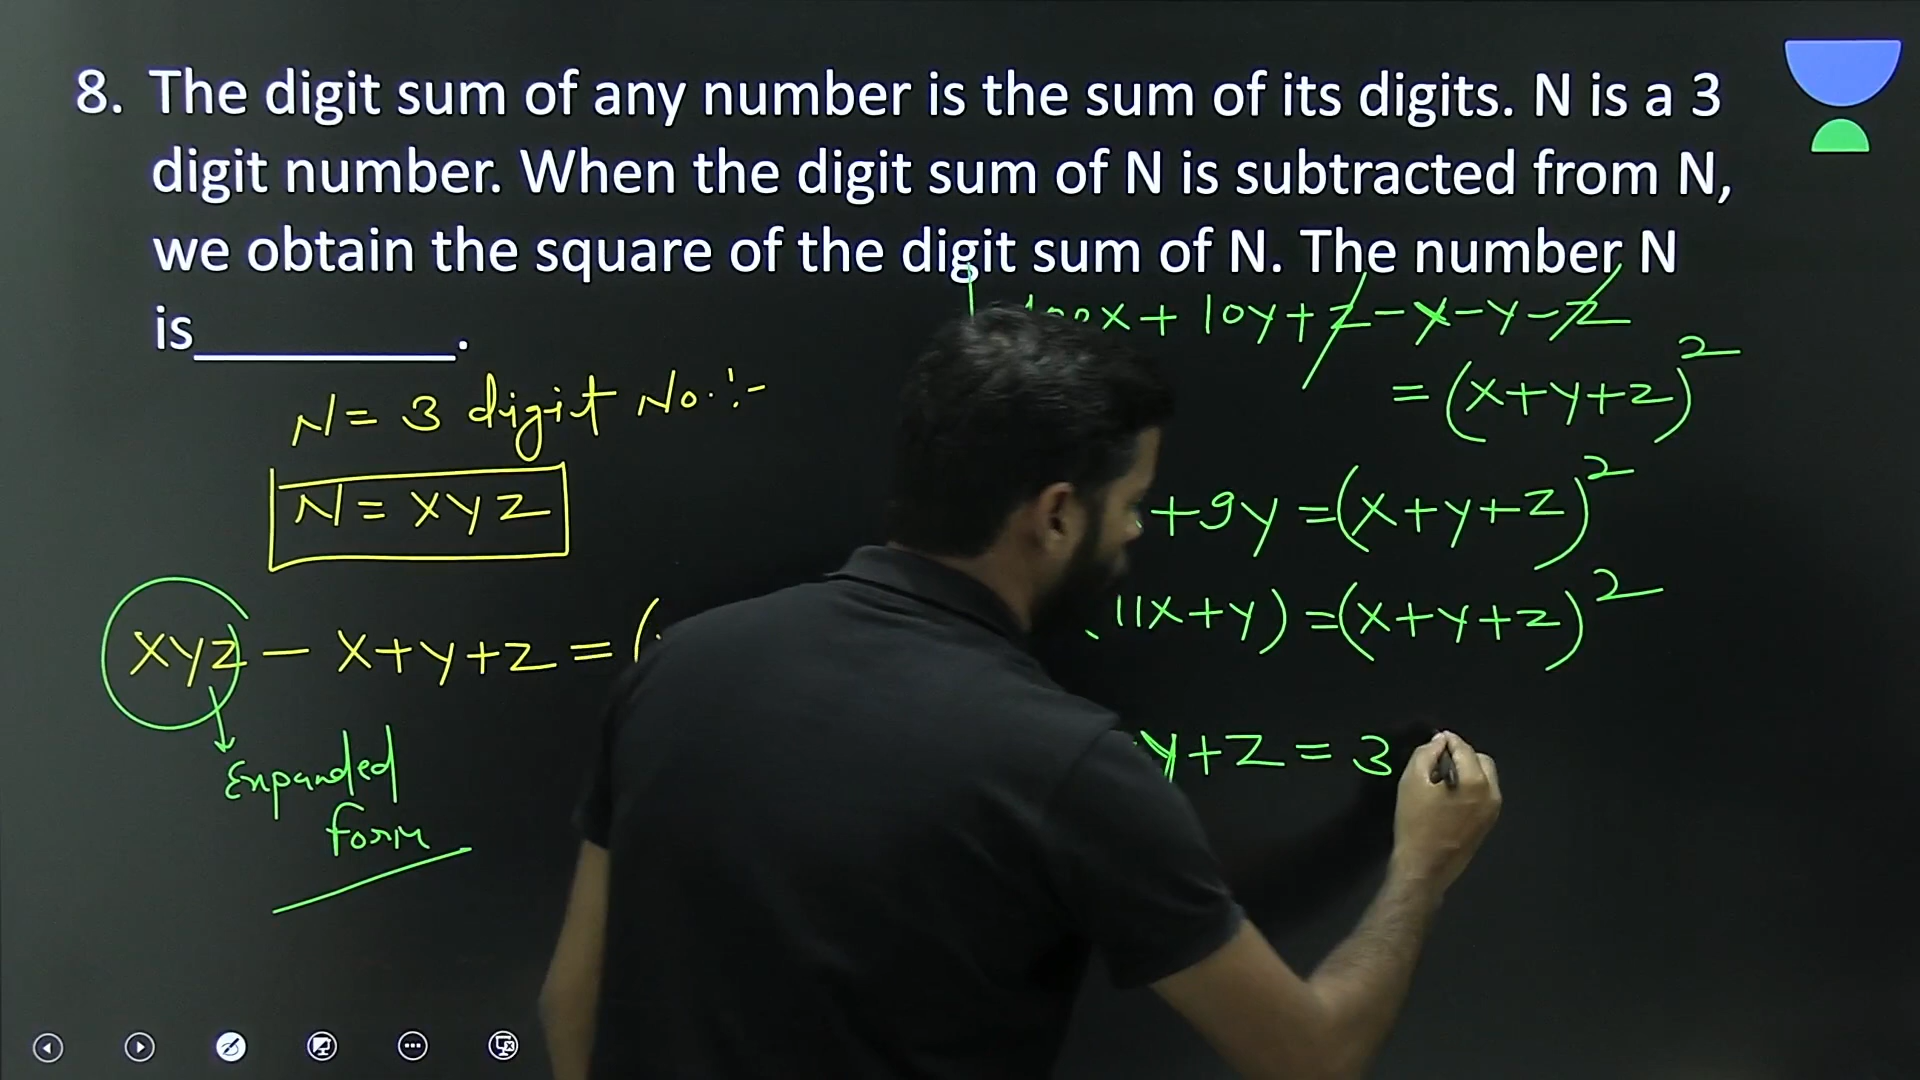 8. The digit sum of any number is the sum of its digits. N is a 3
digit number. When the digit sum of N is subtracted from N,
we obtain the square of the digit sum of N. The number N
is_________.
N = 3 digit No. :-
N = XYZ
XYZ - X+Y+Z = (
Expanded
form
100X + 10Y + Z - X - Y - Z
= (X+Y+Z)²
+9Y = (X+Y+Z)²
11X+Y) = (X+Y+Z)²
Y+Z = 3